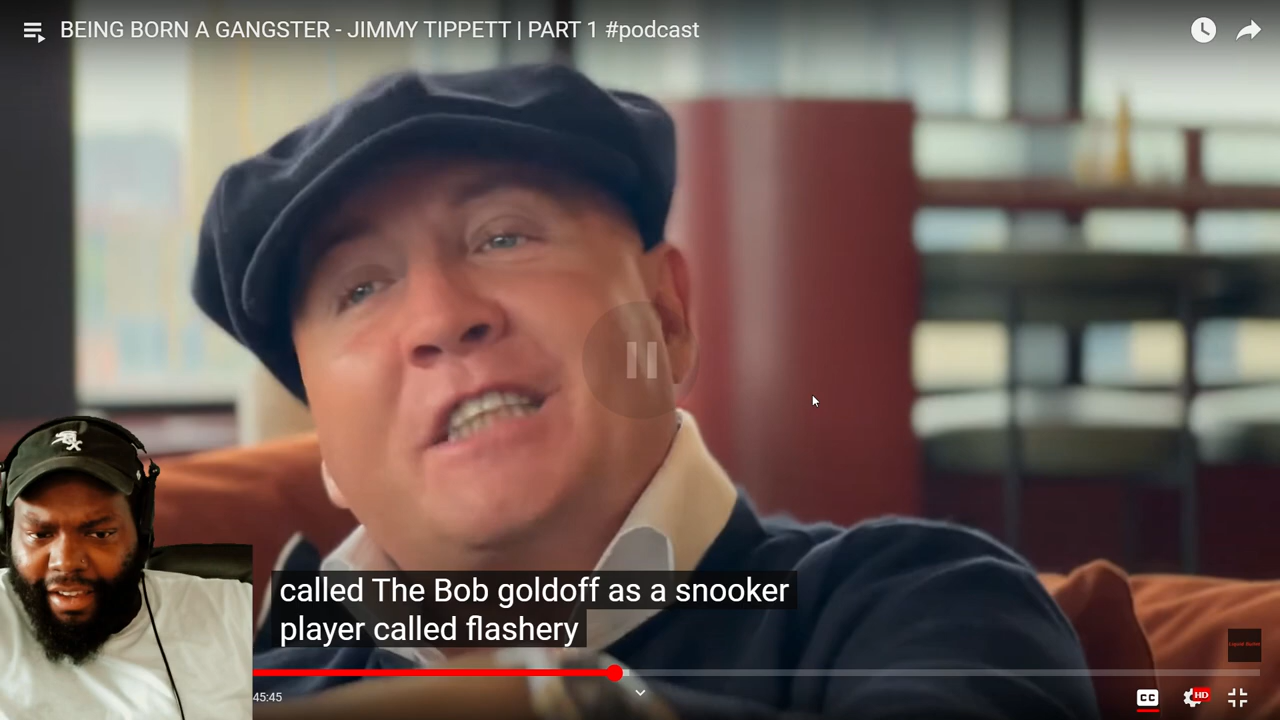 BEING BORN A GANGSTER - JIMMY TIPPETT | PART 1 #podcast
called The Bob goldoff as a snooker
player called flashery
45:45
CC
HD